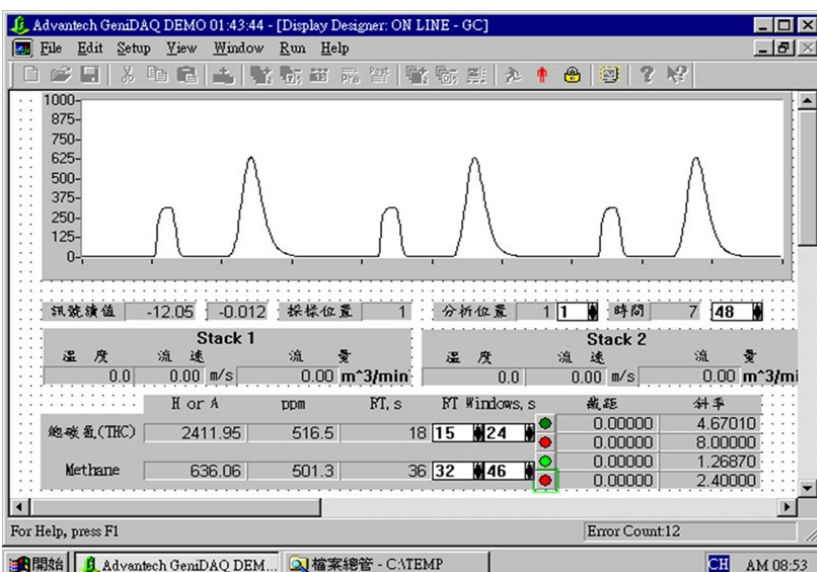 Advantech GeniDAQ DEMO 01:43:44 - [Display Designer: ON LINE - GC]
File Edit Setup View Window Run Help
1000
875
750
625
500
375
250
125
0
訊號讀值 -12.05 -0.012 採樣位置 1 分析位置 1 1 時間 7 48
Stack 1 Stack 2
溫度 流速 流量 溫度 流速 流量
0.0 0.00 m/s 0.00 m^3/min 0.0 0.00 m/s 0.00 m^3/mi
H or A ppm RT, s RT Windows, s 截距 斜率
總碳氫(THC) 2411.95 516.5 18 15 24 0.00000 4.67010
0.00000 8.00000
Methane 636.06 501.3 36 32 46 0.00000 1.26870
0.00000 2.40000
For Help, press F1 Error Count:12
開始 Advantech GeniDAQ DEM... 檔案總管 - C:\TEMP CH AM 08:53